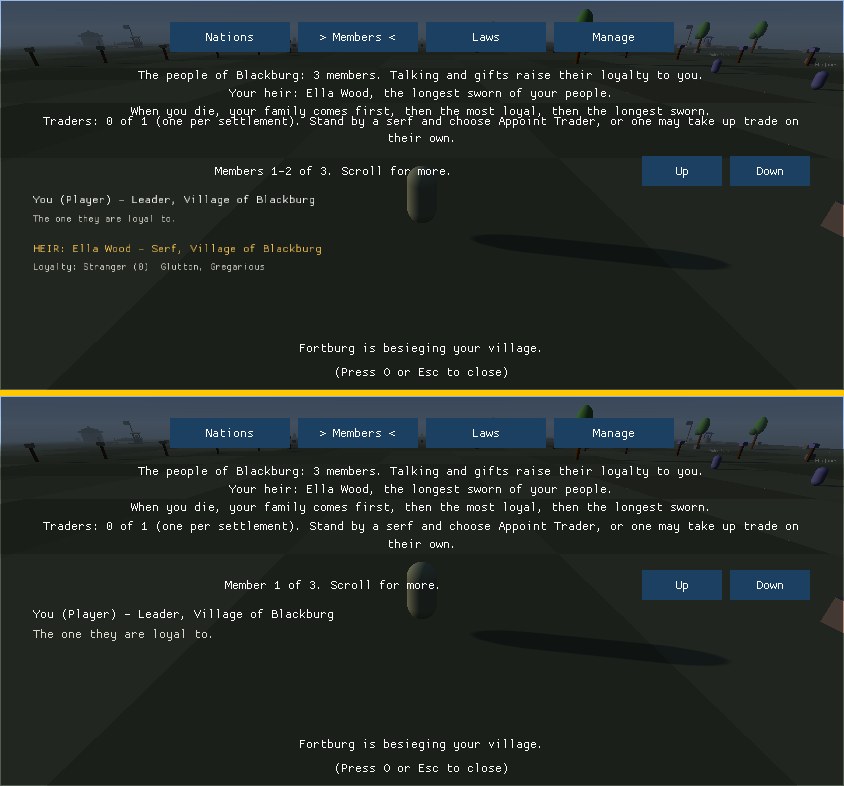 Nations
> Members <
Laws
Manage
The people of Blackburg: 3 members. Talking and gifts raise their loyalty to you.
Your heir: Ella Wood, the longest sworn of your people.
When you die, your family comes first, then the most loyal, then the longest sworn.
Traders: 0 of 1 (one per settlement). Stand by a serf and choose Appoint Trader, or one may take up trade on
their own.
Members 1-2 of 3. Scroll for more.
Up
Down
You (Player) - Leader, Village of Blackburg
The one they are loyal to.
HEIR: Ella Wood - Serf, Village of Blackburg
Loyalty: Stranger (0) Glutton, Gregarious
Fortburg is besieging your village.
(Press O or Esc to close)
Nations
> Members <
Laws
Manage
The people of Blackburg: 3 members. Talking and gifts raise their loyalty to you.
Your heir: Ella Wood, the longest sworn of your people.
When you die, your family comes first, then the most loyal, then the longest sworn.
Traders: 0 of 1 (one per settlement). Stand by a serf and choose Appoint Trader, or one may take up trade on
their own.
Member 1 of 3. Scroll for more.
Up
Down
You (Player) - Leader, Village of Blackburg
The one they are loyal to.
Fortburg is besieging your village.
(Press O or Esc to close)